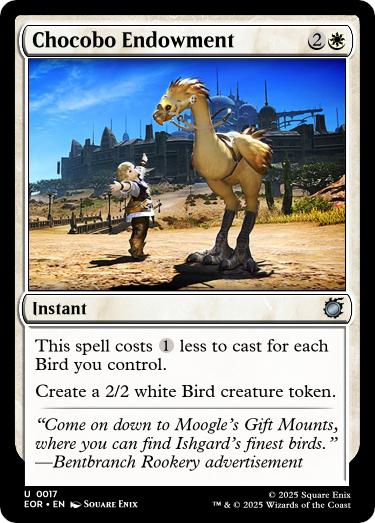 Chocobo Endowment 2
Instant
This spell costs 1 less to cast for each
Bird you control.
Create a 2/2 white Bird creature token.
“Come on down to Moogle’s Gift Mounts,
where you can find Ishgard’s finest birds.”
—Bentbranch Rookery advertisement
U 0017
EOR • EN SQUARE ENIX
© 2025 Square Enix
™ & © 2025 Wizards of the Coast